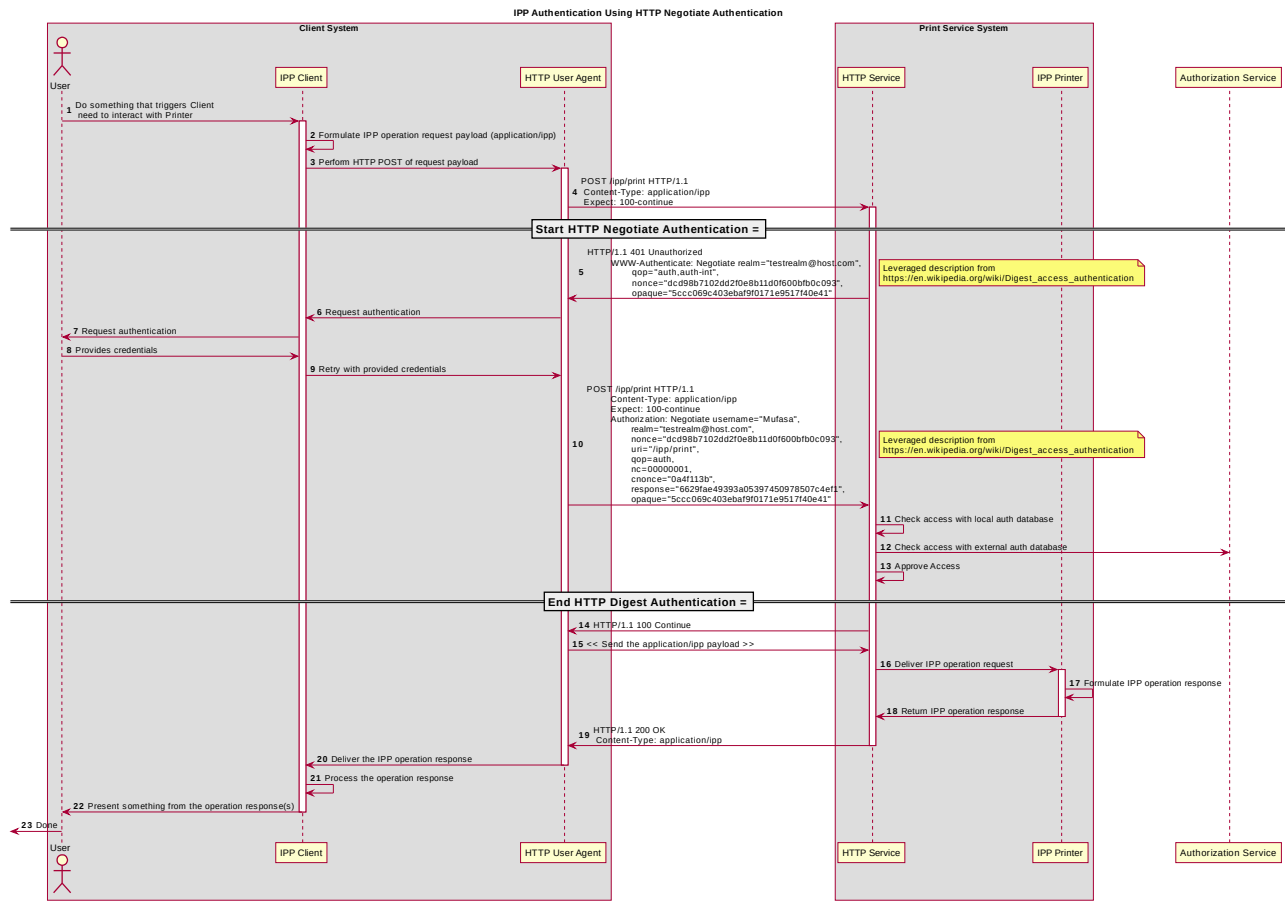 IPP Authentication Using HTTP Negotiate Authentication
Client System
Print Service System
User
IPP Client
HTTP User Agent
HTTP Service
IPP Printer
Authorization Service
1 Do something that triggers Client
need to interact with Printer
2 Formulate IPP operation request payload (application/ipp)
3 Perform HTTP POST of request payload
POST /ipp/print HTTP/1.1
4 Content-Type: application/ipp
Expect: 100-continue
Start HTTP Negotiate Authentication =
HTTP/1.1 401 Unauthorized
WWW-Authenticate: Negotiate realm="testrealm@host.com",
5 qop="auth,auth-int",
nonce="dcd98b7102dd2f0e8b11d0f600bfb0c093",
opaque="5ccc069c403ebaf9f0171e9517f40e41"
Leveraged description from
https://en.wikipedia.org/wiki/Digest_access_authentication
6 Request authentication
7 Request authentication
8 Provides credentials
9 Retry with provided credentials
POST /ipp/print HTTP/1.1
Content-Type: application/ipp
Expect: 100-continue
Authorization: Negotiate username="Mufasa",
realm="testrealm@host.com",
nonce="dcd98b7102dd2f0e8b11d0f600bfb0c093",
10 uri="/ipp/print",
qop=auth,
nc=00000001,
cnonce="0a4f113b",
response="6629fae49393a05397450978507c4ef1",
opaque="5ccc069c403ebaf9f0171e9517f40e41"
Leveraged description from
https://en.wikipedia.org/wiki/Digest_access_authentication
11 Check access with local auth database
12 Check access with external auth database
13 Approve Access
End HTTP Digest Authentication =
14 HTTP/1.1 100 Continue
15 << Send the application/ipp payload >>
16 Deliver IPP operation request
17 Formulate IPP operation response
18 Return IPP operation response
HTTP/1.1 200 OK
19 Content-Type: application/ipp
20 Deliver the IPP operation response
21 Process the operation response
22 Present something from the operation response(s)
23 Done
User
IPP Client
HTTP User Agent
HTTP Service
IPP Printer
Authorization Service